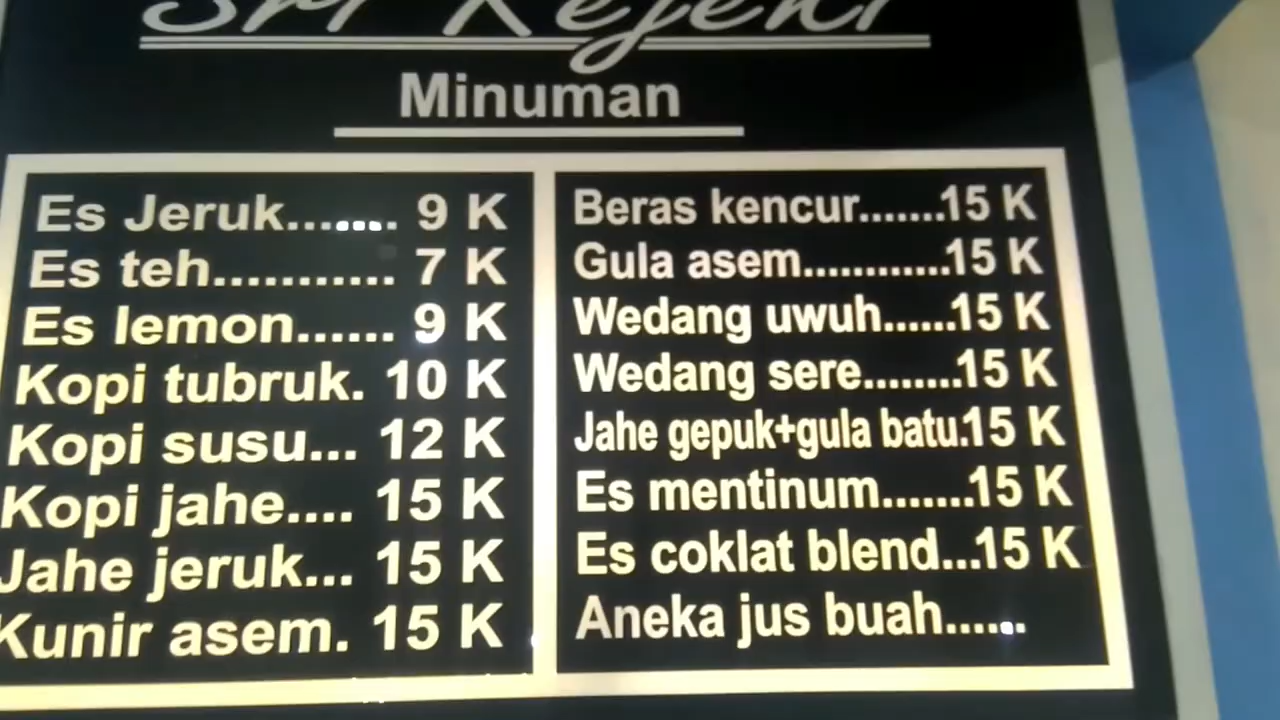 Sri Rejeki
Minuman
Es Jeruk....... 9 K
Es teh........... 7 K
Es lemon...... 9 K
Kopi tubruk. 10 K
Kopi susu... 12 K
Kopi jahe.... 15 K
Jahe jeruk... 15 K
Kunir asem. 15 K
Beras kencur.......15 K
Gula asem............15 K
Wedang uwuh......15 K
Wedang sere........15 K
Jahe gepuk+gula batu.15 K
Es mentinum.......15 K
Es coklat blend...15 K
Aneka jus buah......